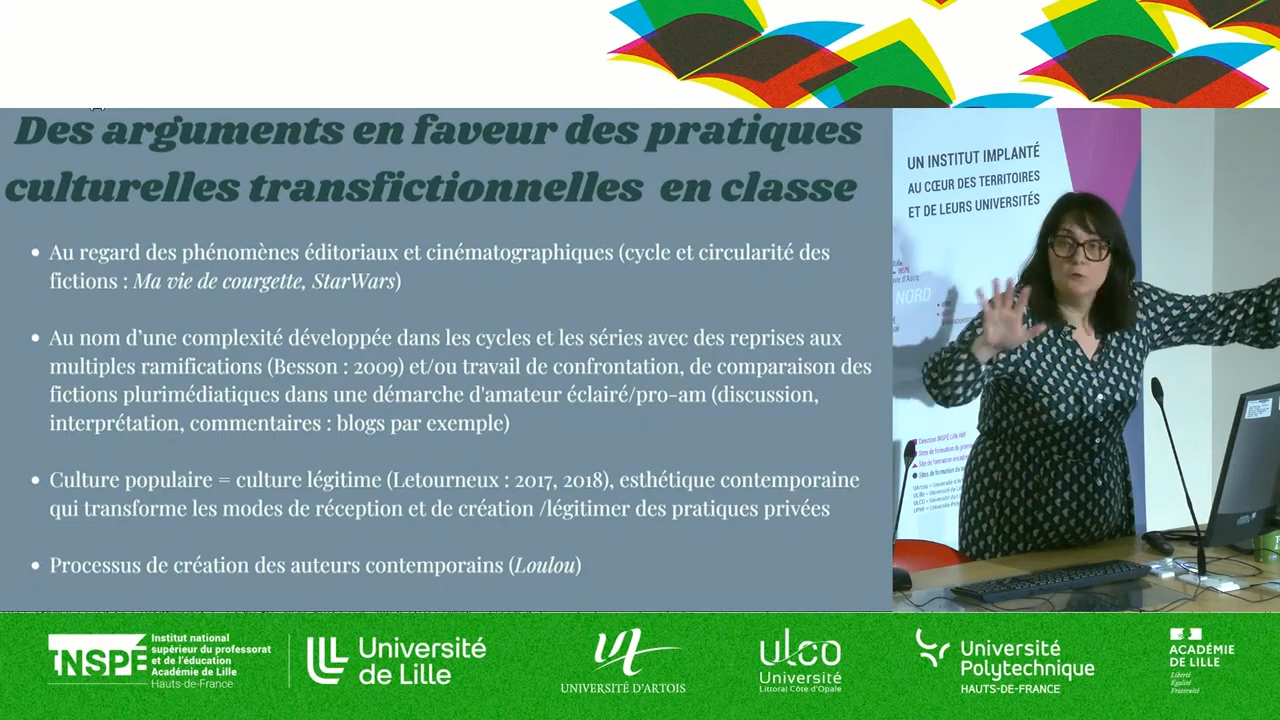 Des arguments en faveur des pratiques
culturelles transfictionnelles en classe
• Au regard des phénomènes éditoriaux et cinématographiques (cycle et circularité des
fictions : Ma vie de courgette, StarWars)
• Au nom d'une complexité développée dans les cycles et les séries avec des reprises aux
multiples ramifications (Besson : 2009) et/ou travail de confrontation, de comparaison des
fictions plurimédiatiques dans une démarche d'amateur éclairé/pro-am (discussion,
interprétation, commentaires : blogs par exemple)
• Culture populaire = culture légitime (Letourneux : 2017, 2018), esthétique contemporaine
qui transforme les modes de réception et de création /légitimer des pratiques privées
• Processus de création des auteurs contemporains (Loulou)
UN INSTITUT IMPLANTÉ
AU CŒUR DES TERRITOIRES
ET DE LEURS UNIVERSITÉS
NORD
INSPÉ
Institut national
supérieur du professorat
et de l'éducation
Académie de Lille
Hauts-de-France
Université
de Lille
UA
UNIVERSITÉ D'ARTOIS
ulco
Université
Littoral Côte d'Opale
Université
Polytechnique
HAUTS-DE-FRANCE
ACADÉMIE
DE LILLE
Liberté
Égalité
Fraternité